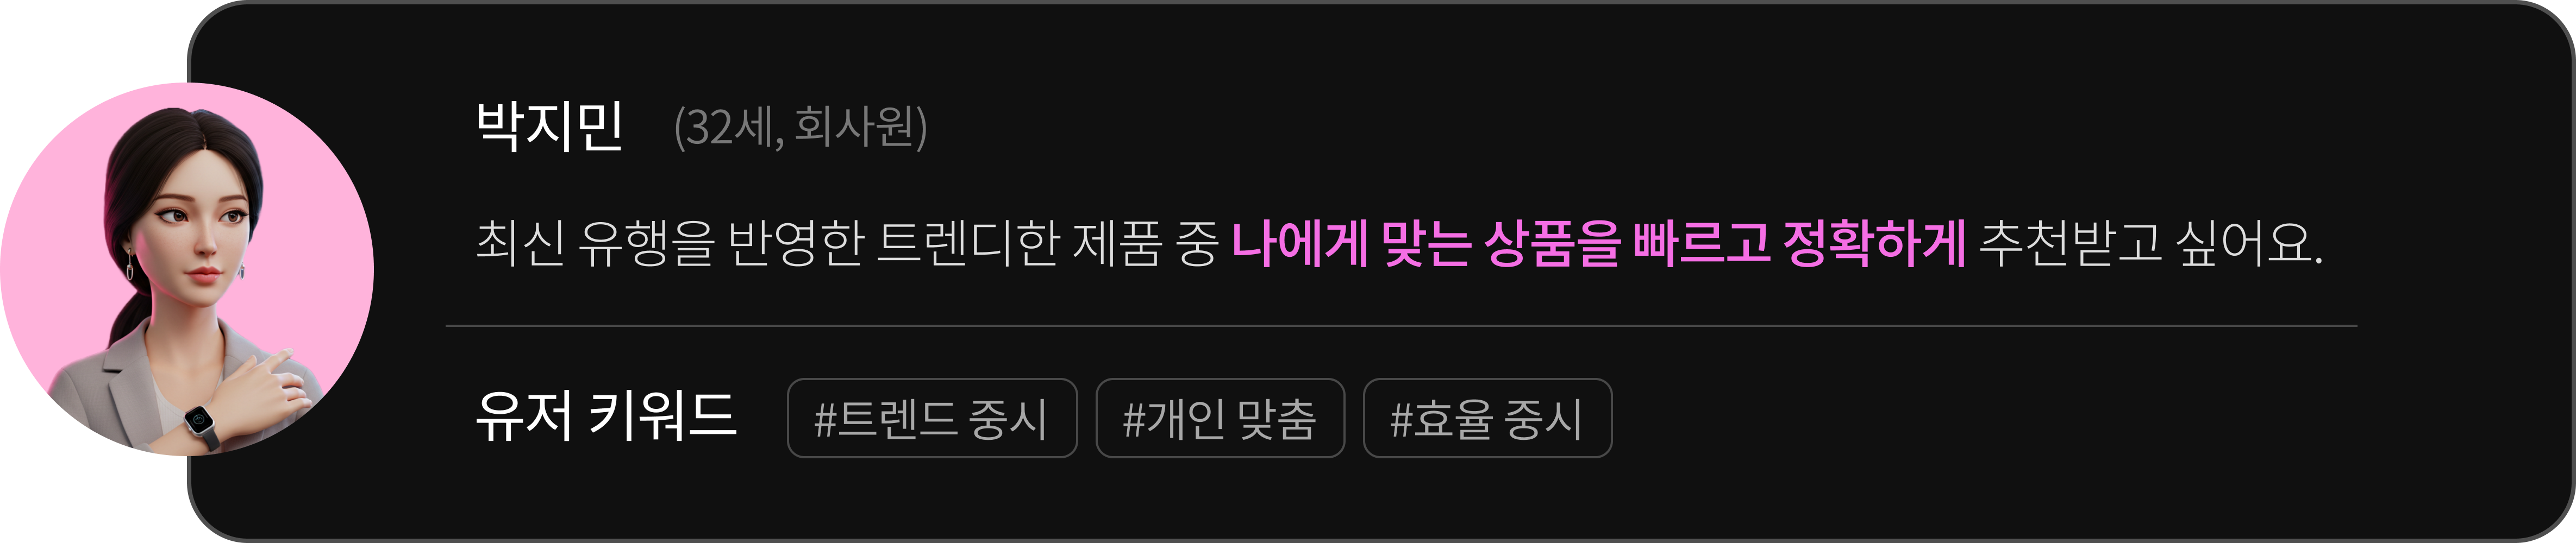 박지민 (32세, 회사원)
최신 유행을 반영한 트렌디한 제품 중 나에게 맞는 상품을 빠르고 정확하게 추천받고 싶어요.
유저 키워드 #트렌드 중시 #개인 맞춤 #효율 중시